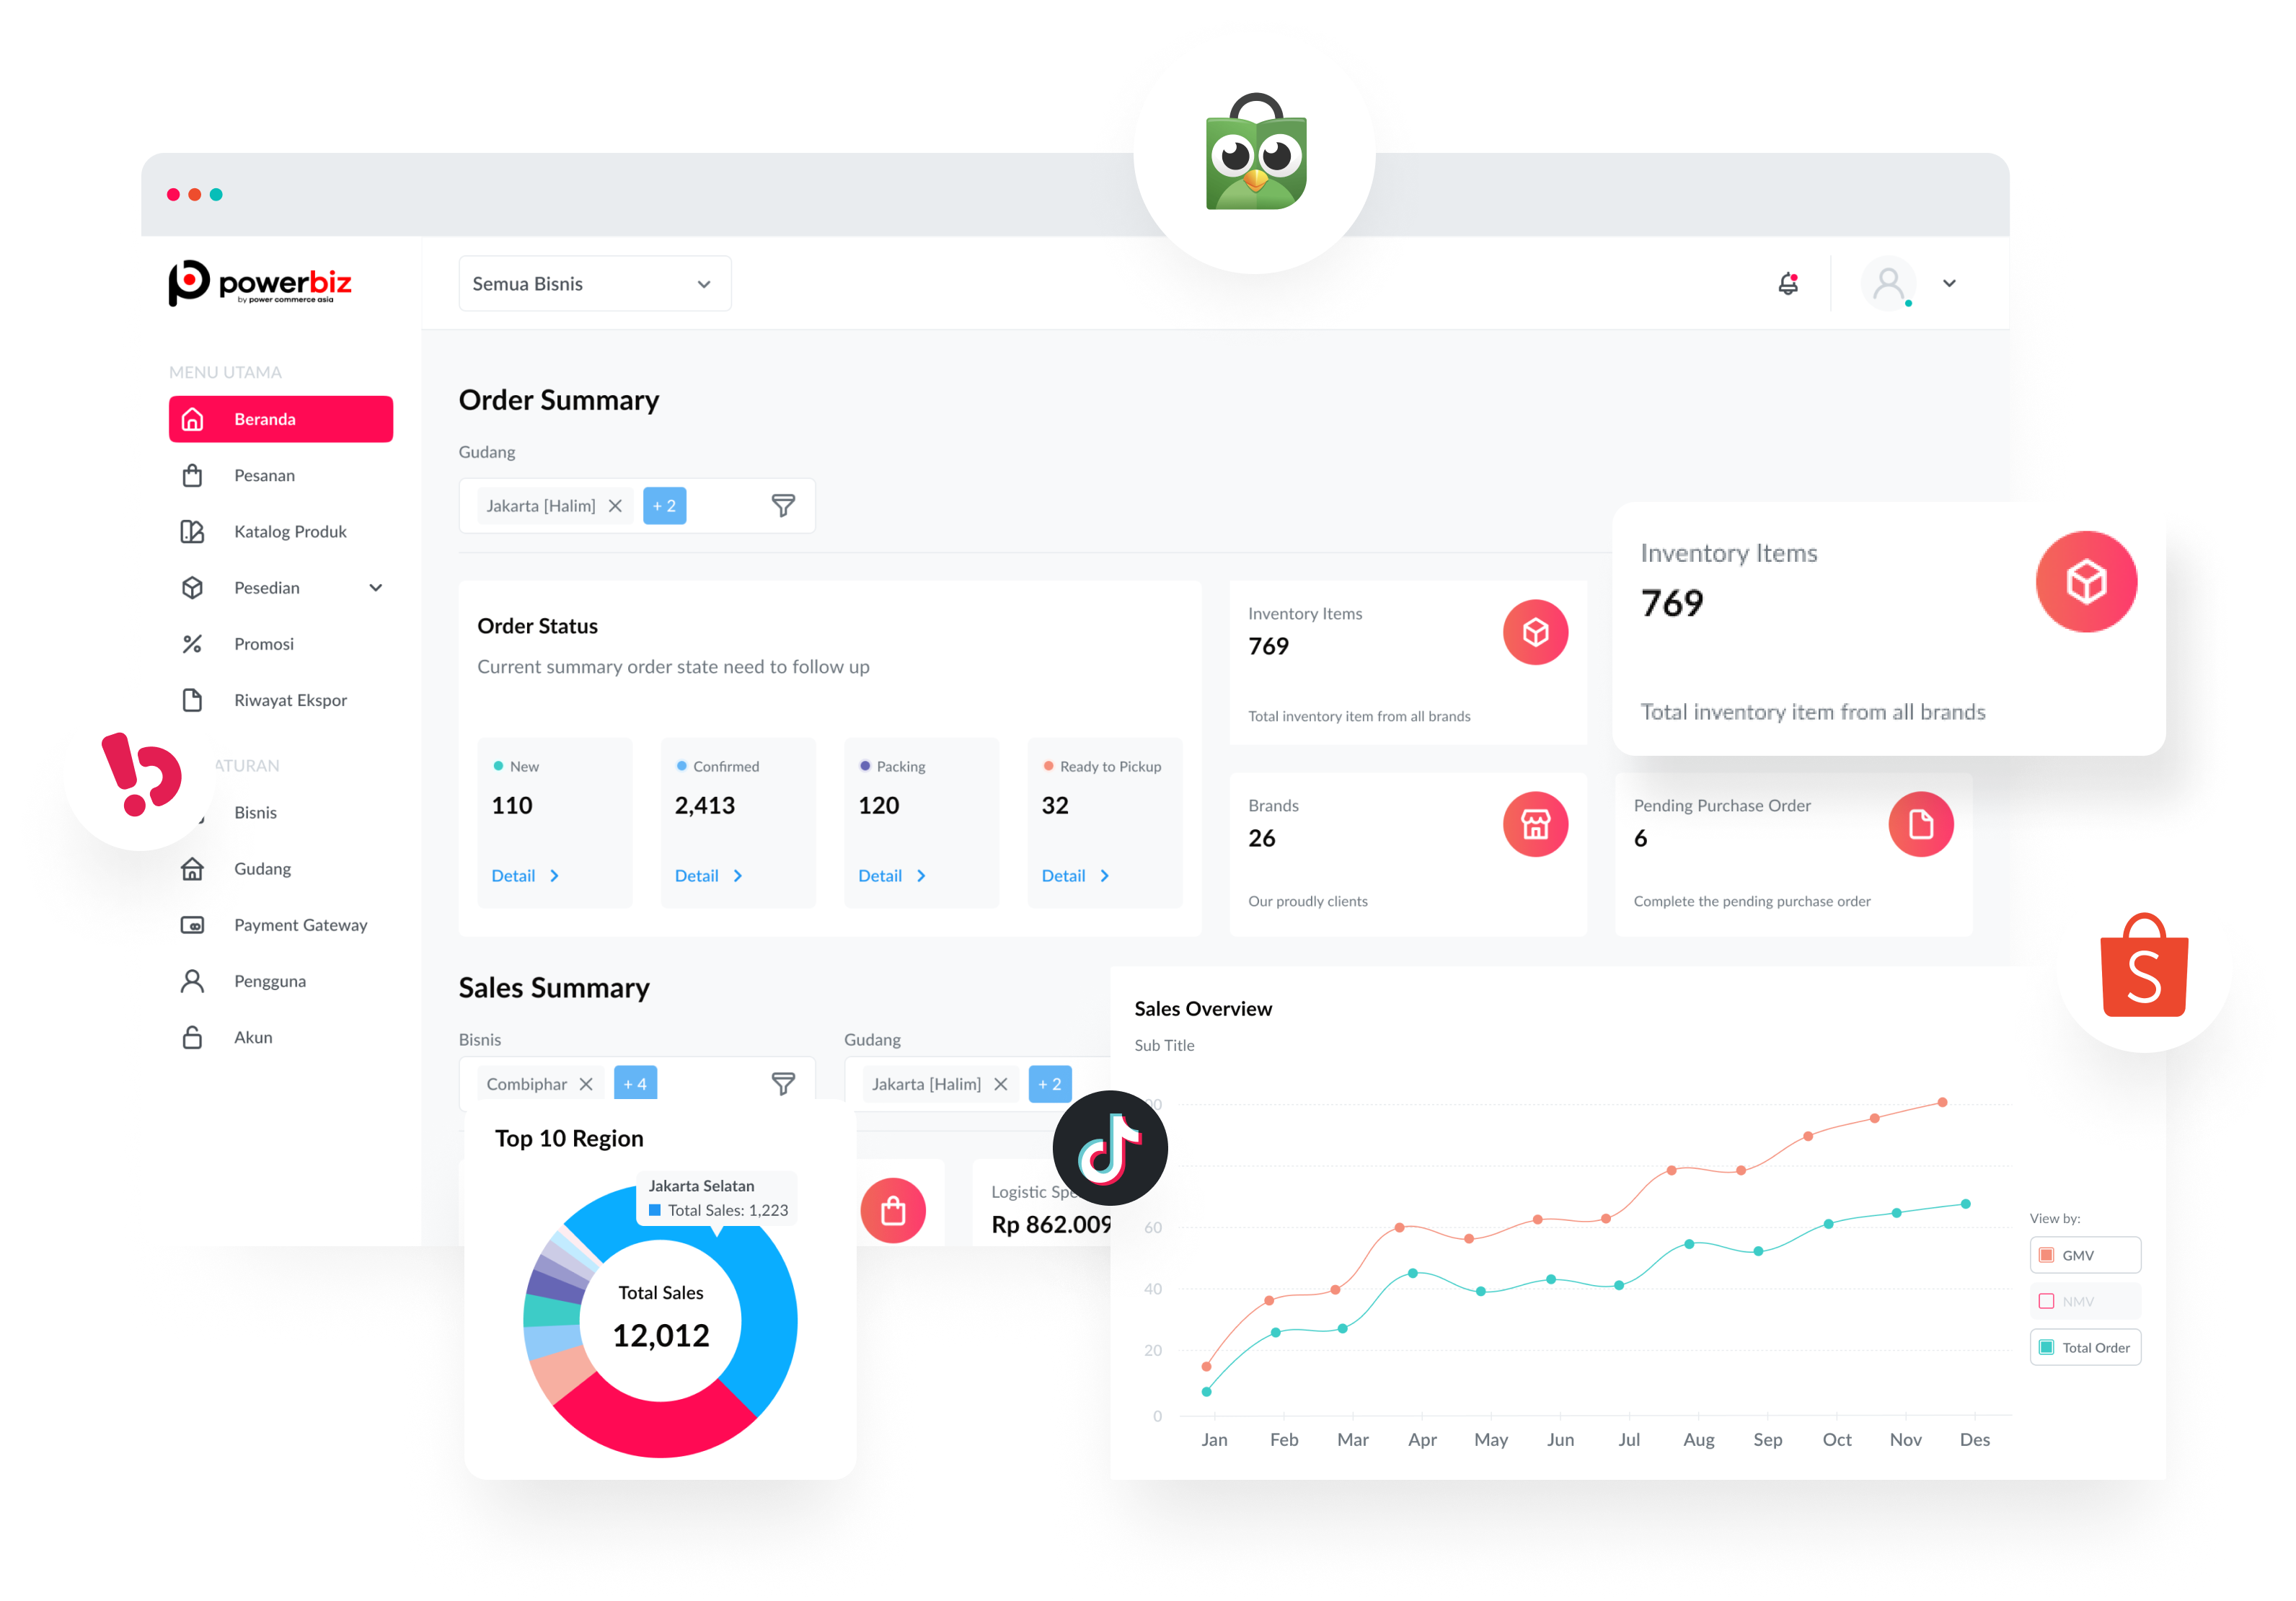 powerbiz
by power commerce asia
Semua Bisnis
MENU UTAMA
Beranda
Pesanan
Katalog Produk
Pesedian
Promosi
Riwayat Ekspor
ATURAN
Bisnis
Gudang
Payment Gateway
Pengguna
Akun
Order Summary
Gudang
Jakarta [Halim]
+ 2
Order Status
Current summary order state need to follow up
New
110
Detail
Confirmed
2,413
Detail
Packing
120
Detail
Ready to Pickup
32
Detail
Inventory Items
769
Total inventory item from all brands
Inventory Items
769
Total inventory item from all brands
Brands
26
Our proudly clients
Pending Purchase Order
6
Complete the pending purchase order
Sales Summary
Bisnis
Combiphar
+ 4
Gudang
Jakarta [Halim]
+ 2
Top 10 Region
Jakarta Selatan
Total Sales: 1,223
Total Sales
12,012
Logistic Spe
Rp 862.009
Sales Overview
Sub Title
60
40
20
0
Jan Feb Mar Apr May Jun Jul Aug Sep Oct Nov Des
View by:
GMV
NMV
Total Order
S